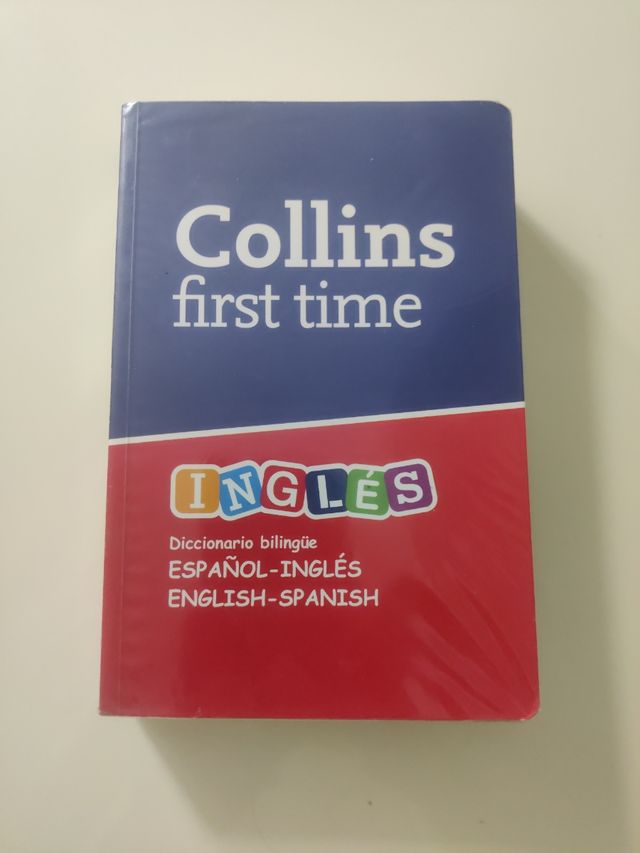 Collins
first time
INGLÉS
Diccionario bilingüe
ESPAÑOL-INGLÉS
ENGLISH-SPANISH